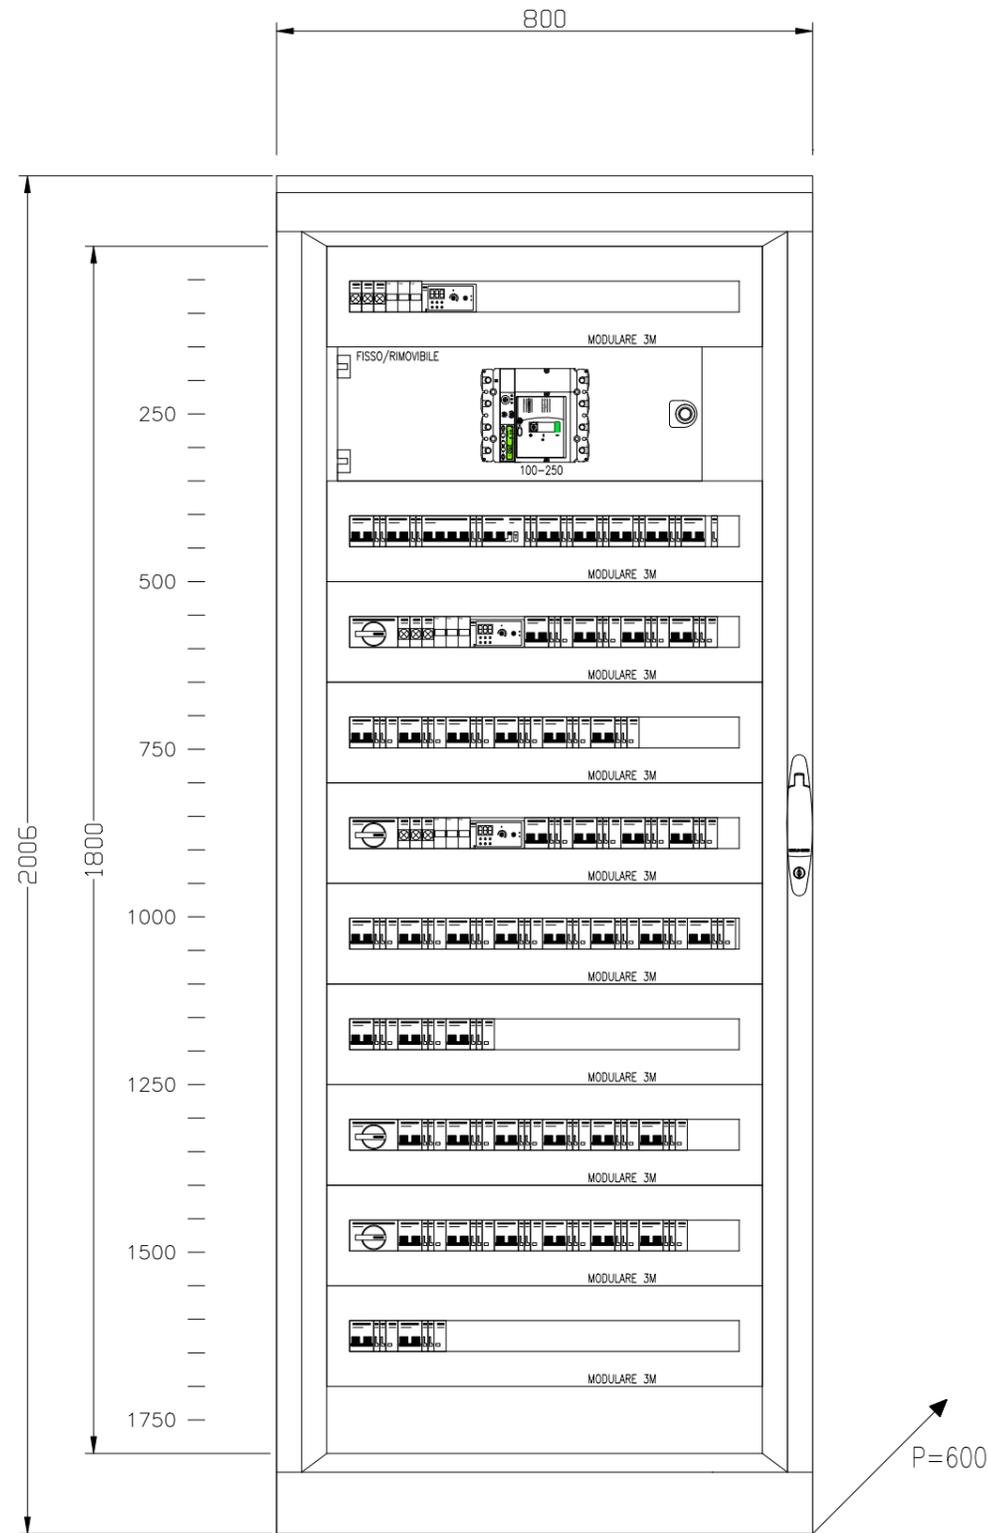 800
MODULARE 3M
FISSO/RIMOVIBILE
250
100-250
MODULARE 3M
500
MODULARE 3M
750
MODULARE 3M
2006
1800
MODULARE 3M
1000
MODULARE 3M
1250
MODULARE 3M
MODULARE 3M
1500
MODULARE 3M
MODULARE 3M
1750
P=600